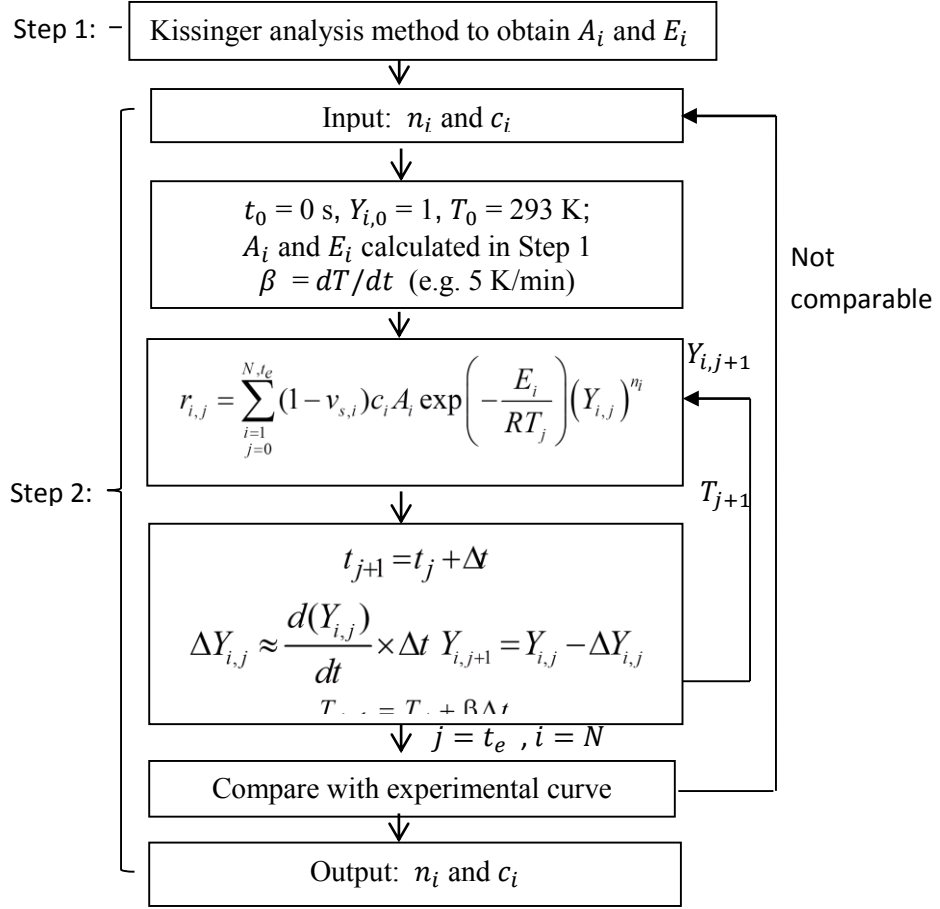 Step 1:
Kissinger analysis method to obtain A_i and E_i
Input: n_i and c_i
t_0 = 0 s, Y_{i,0} = 1, T_0 = 293 K;
A_i and E_i calculated in Step 1
β = dT/dt (e.g. 5 K/min)
Not
comparable
Y_{i,j+1}
r_{i,j} = \sum_{i=1, j=0}^{N,t_e} (1 - v_{s,i}) c_i A_i exp(-\frac{E_i}{RT_j}) (Y_{i,j})^{n_i}
T_{j+1}
Step 2:
t_{j+1} = t_j + Δt
ΔY_{i,j} ≈ \frac{d(Y_{i,j})}{dt} × Δt Y_{i,j+1} = Y_{i,j} - ΔY_{i,j}
j = t_e , i = N
Compare with experimental curve
Output: n_i and c_i